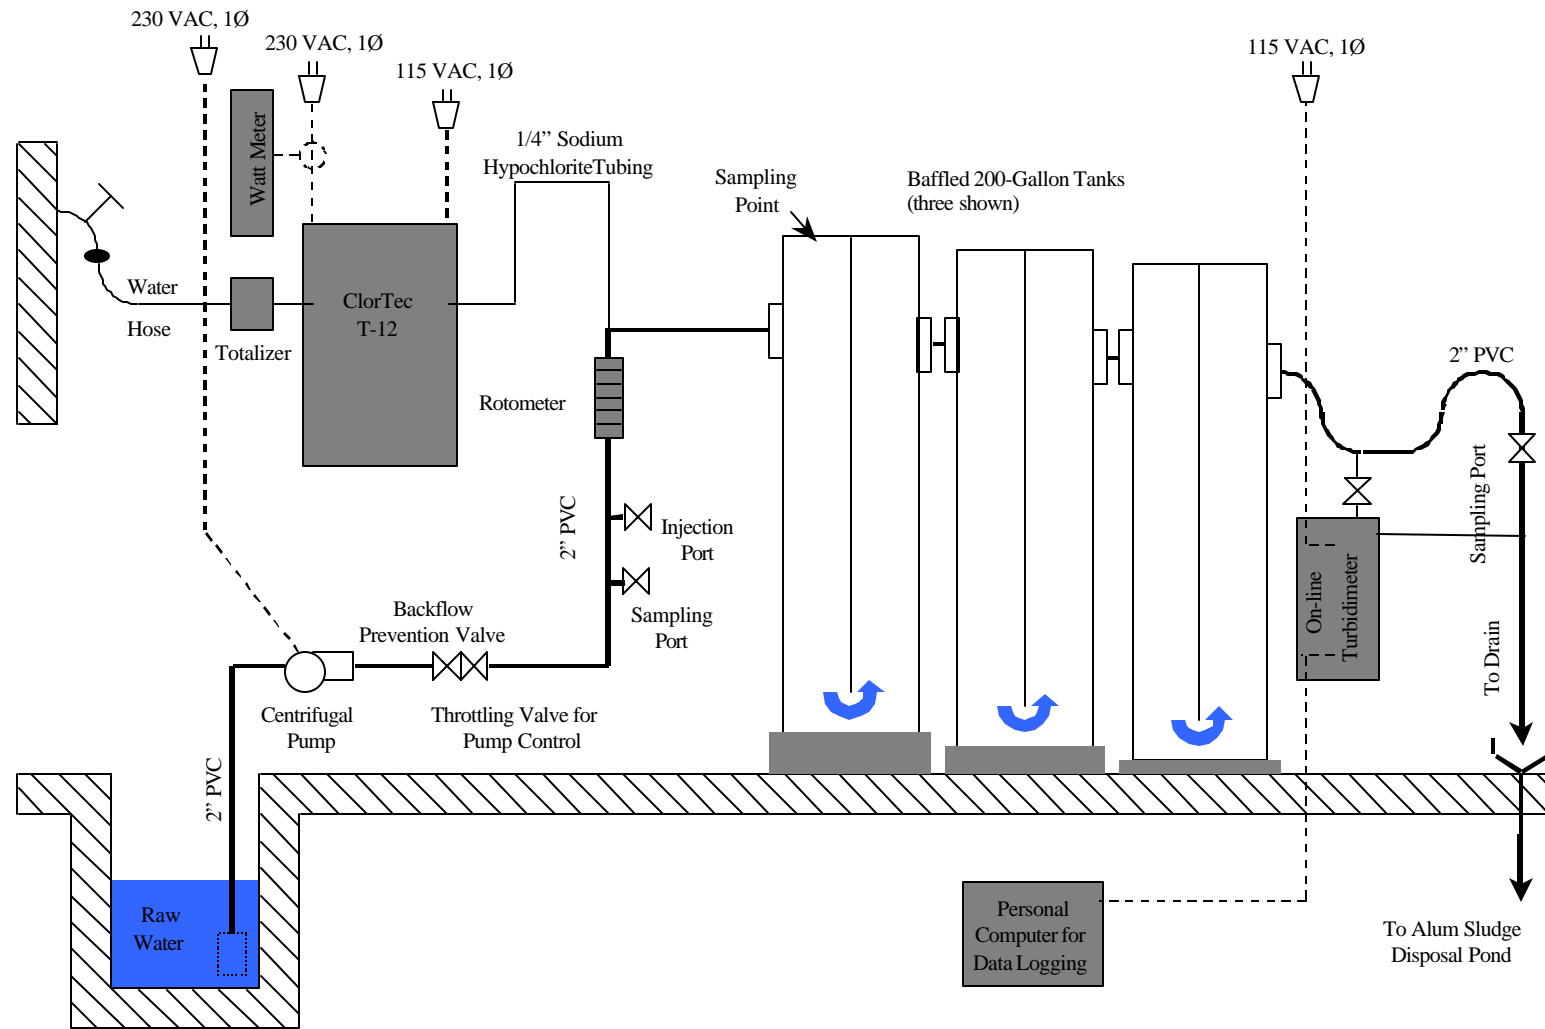 230 VAC, 1Ø
230 VAC, 1Ø
115 VAC, 1Ø
115 VAC, 1Ø
Watt Meter
1/4” Sodium
HypochloriteTubing
Sampling
Point
Baffled 200-Gallon Tanks
(three shown)
Water
Hose
Totalizer
ClorTec
T-12
Rotometer
2” PVC
2” PVC
Injection
Port
Sampling
Port
Sampling Port
Backflow
Prevention Valve
On-line
Turbidimeter
To Drain
Centrifugal
Pump
Throttling Valve for
Pump Control
2” PVC
Raw
Water
Personal
Computer for
Data Logging
To Alum Sludge
Disposal Pond